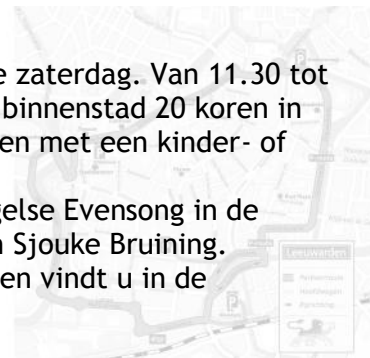 e zaterdag. Van 11.30 tot
binnenstad 20 koren in
en met een kinder- of
gelse Evensong in de
n Sjouke Bruining.
en vindt u in de
Leeuwarden